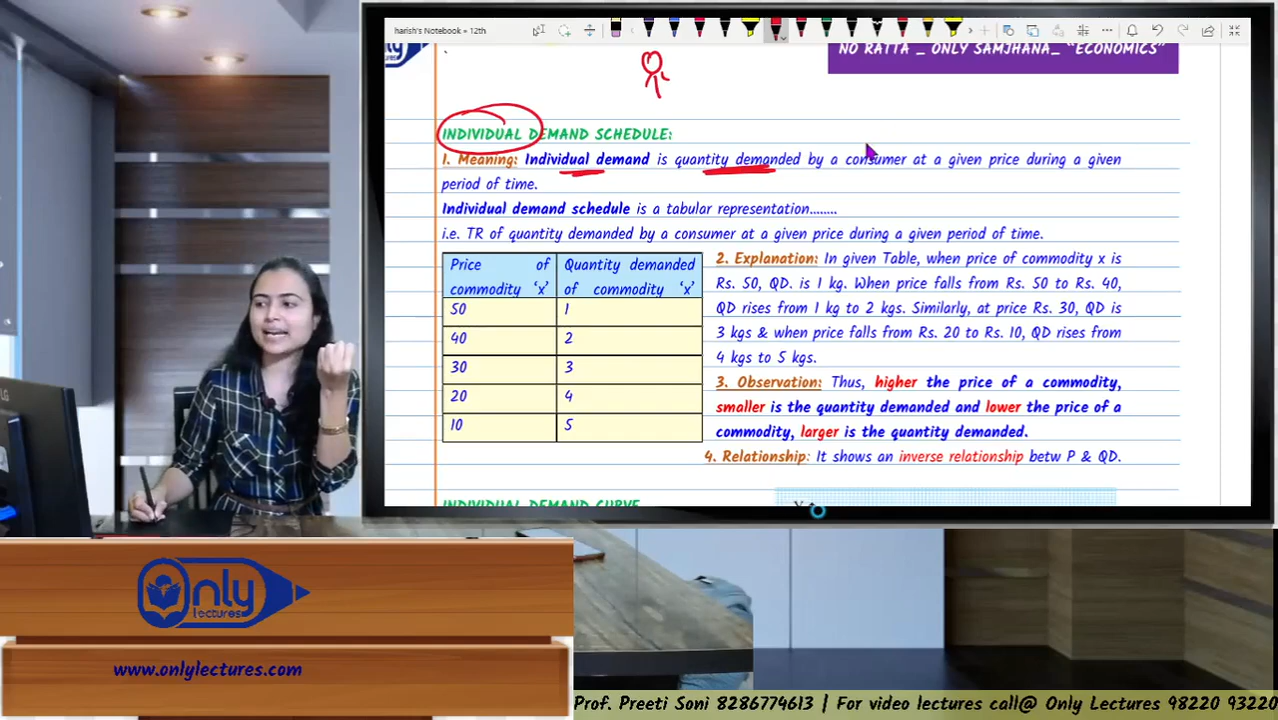 harish's Notebook » 12th
nly
NO RATTA _ ONLY SAMJHANA_ "ECONOMICS"
INDIVIDUAL DEMAND SCHEDULE:
1. Meaning: Individual demand is quantity demanded by a consumer at a given price during a given
period of time.
Individual demand schedule is a tabular representation........
i.e. TR of quantity demanded by a consumer at a given price during a given period of time.
Price of
commodity 'x'
Quantity demanded
of commodity 'x'
50 1
40 2
30 3
20 4
10 5
2. Explanation: In given Table, when price of commodity x is
Rs. 50, QD. is 1 kg. When price falls from Rs. 50 to Rs. 40,
QD rises from 1 kg to 2 kgs. Similarly, at price Rs. 30, QD is
3 kgs & when price falls from Rs. 20 to Rs. 10, QD rises from
4 kgs to 5 kgs.
3. Observation: Thus, higher the price of a commodity,
smaller is the quantity demanded and lower the price of a
commodity, larger is the quantity demanded.
4. Relationship: It shows an inverse relationship betw P & QD.
INDIVIDUAL DEMAND CURVE
Y
LG
Only
lectures
www.onlylectures.com
Prof. Preeti Soni 8286774613 | For video lectures call@ Only Lectures 98220 93220